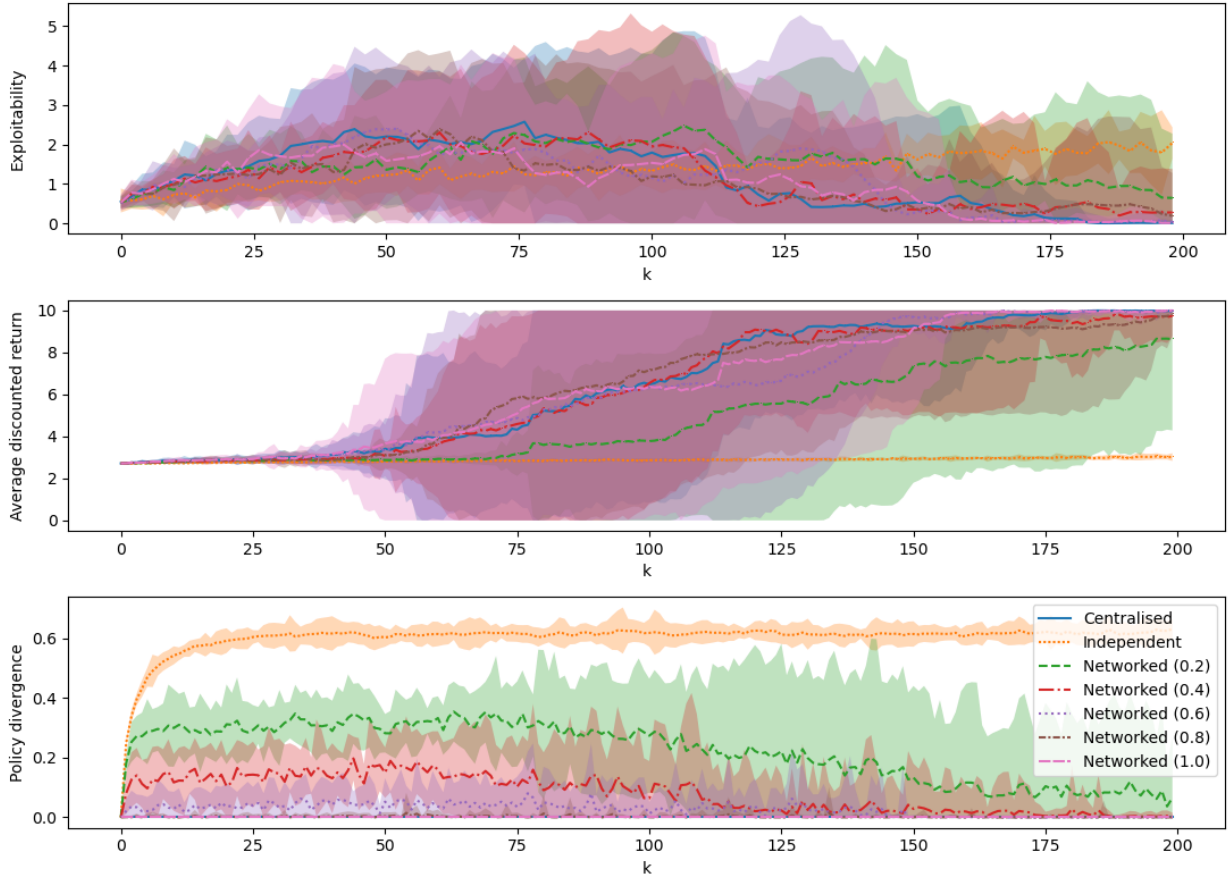 Exploitability
5
4
3
2
1
0
0 25 50 75 100 125 150 175 200
k
Average discounted return
10
8
6
4
2
0
0 25 50 75 100 125 150 175 200
k
Policy divergence
0.6
0.4
0.2
0.0
0 25 50 75 100 125 150 175 200
k
Centralised
Independent
Networked (0.2)
Networked (0.4)
Networked (0.6)
Networked (0.8)
Networked (1.0)